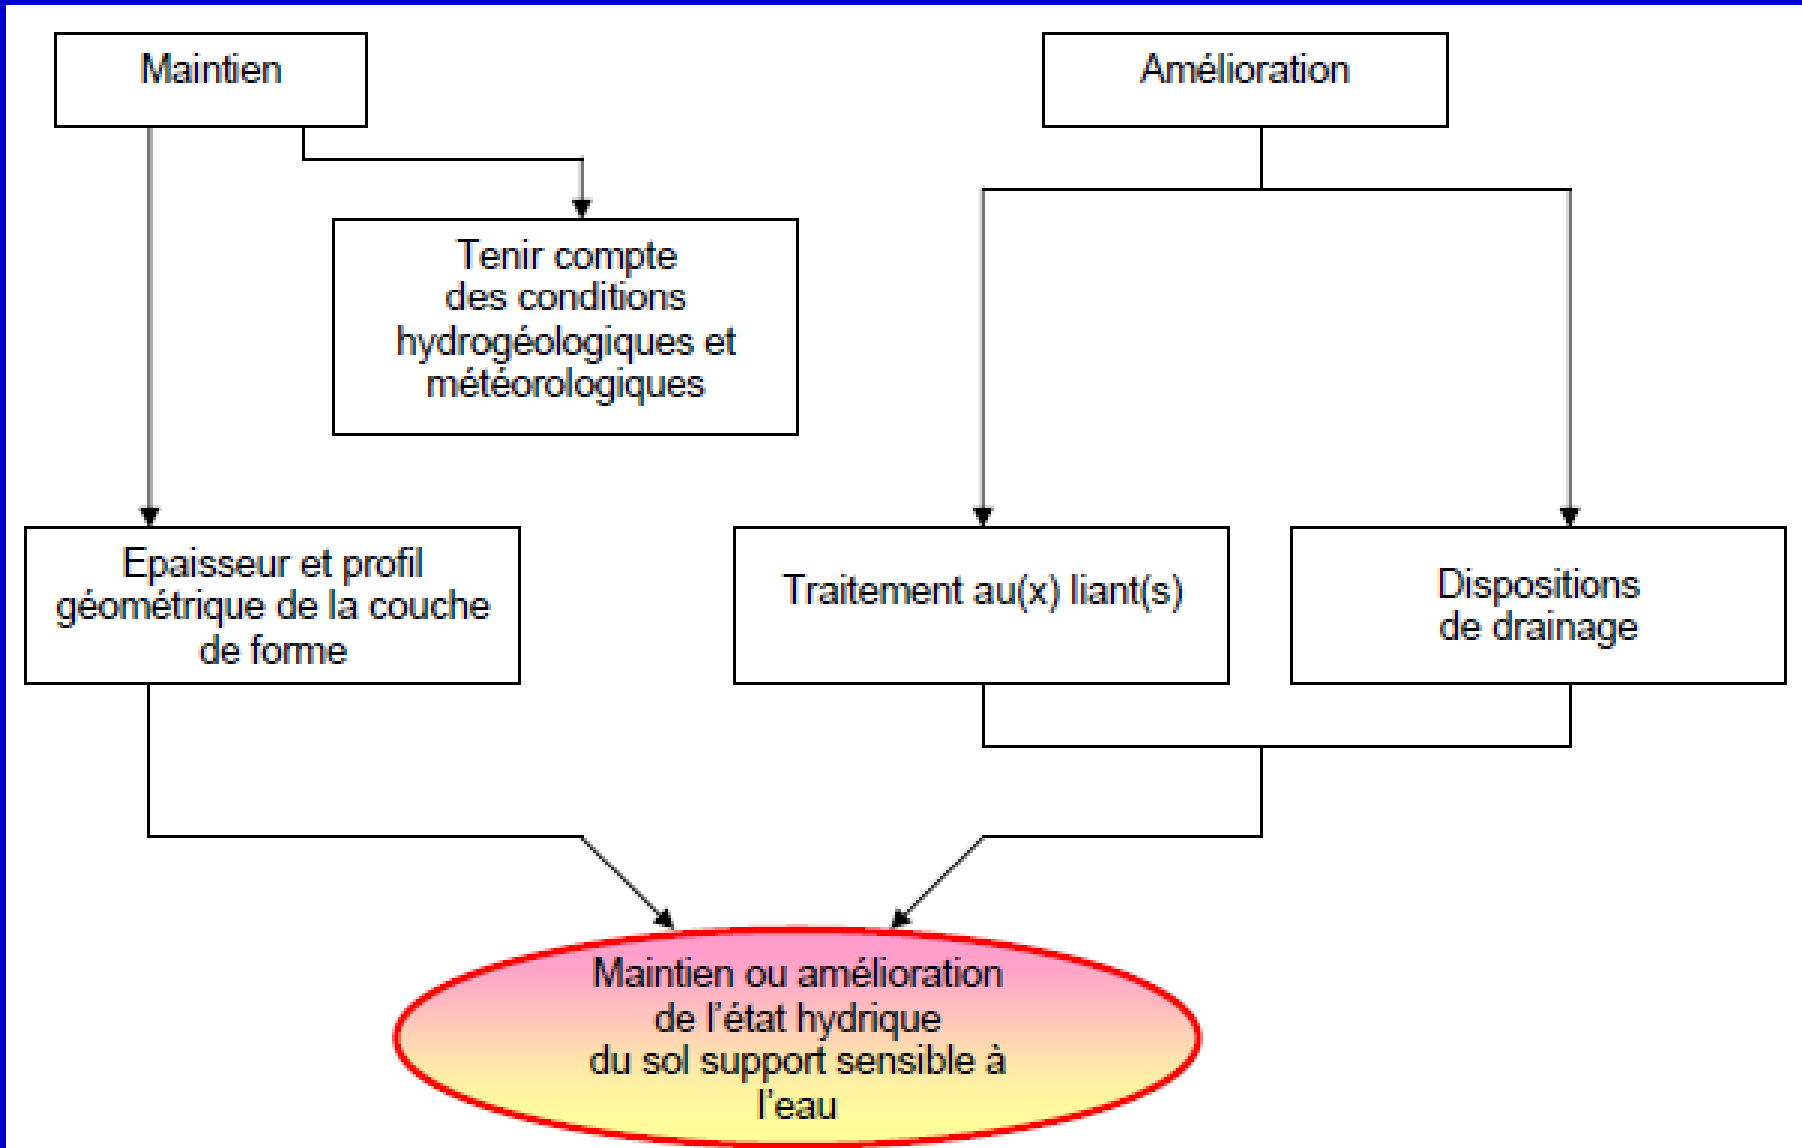 Maintien
Amélioration
Tenir compte
des conditions
hydrogéologiques et
météorologiques
Epaisseur et profil
géométrique de la couche
de forme
Traitement au(x) liant(s)
Dispositions
de drainage
Maintien ou amélioration
de l'état hydrique
du sol support sensible à
l'eau